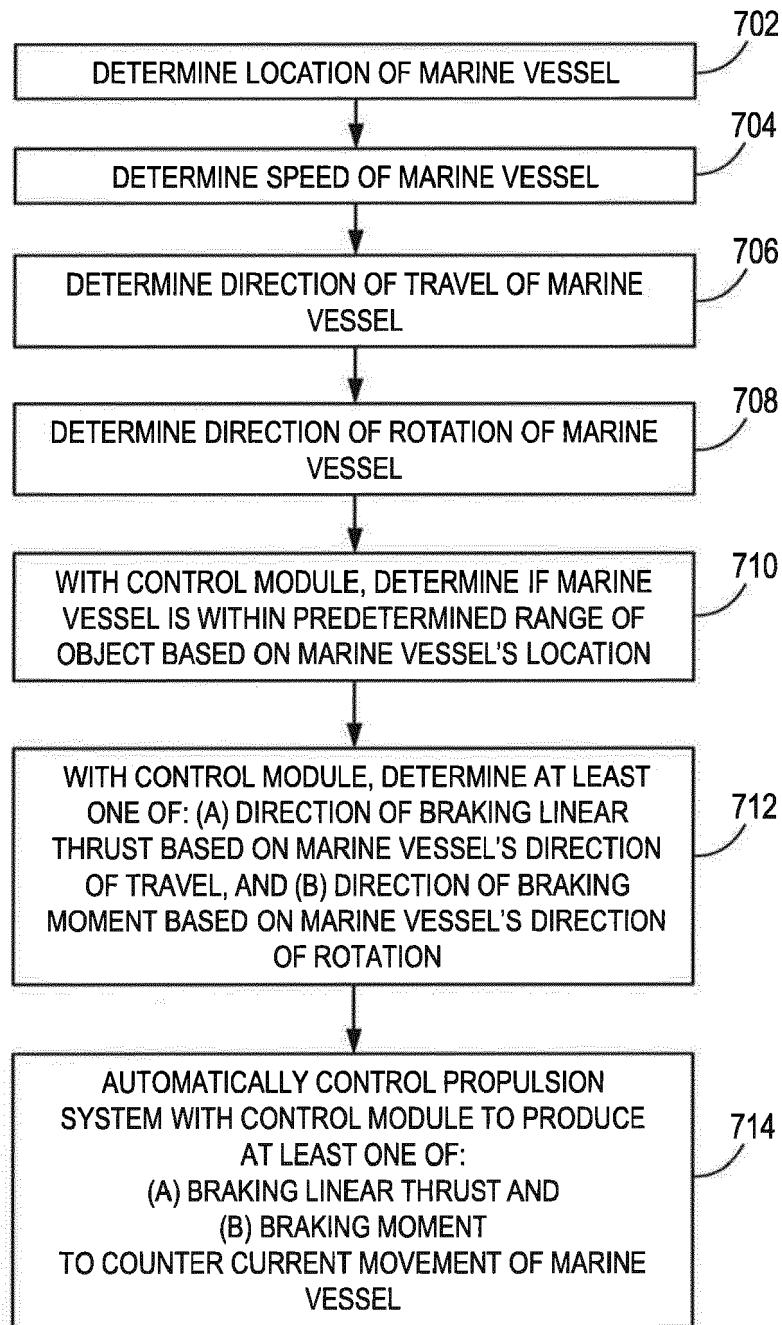 702
DETERMINE LOCATION OF MARINE VESSEL
704
DETERMINE SPEED OF MARINE VESSEL
706
DETERMINE DIRECTION OF TRAVEL OF MARINE
VESSEL
708
DETERMINE DIRECTION OF ROTATION OF MARINE
VESSEL
710
WITH CONTROL MODULE, DETERMINE IF MARINE
VESSEL IS WITHIN PREDETERMINED RANGE OF
OBJECT BASED ON MARINE VESSEL'S LOCATION
712
WITH CONTROL MODULE, DETERMINE AT LEAST
ONE OF: (A) DIRECTION OF BRAKING LINEAR
THRUST BASED ON MARINE VESSEL'S DIRECTION
OF TRAVEL, AND (B) DIRECTION OF BRAKING
MOMENT BASED ON MARINE VESSEL'S DIRECTION
OF ROTATION
714
AUTOMATICALLY CONTROL PROPULSION
SYSTEM WITH CONTROL MODULE TO PRODUCE
AT LEAST ONE OF:
(A) BRAKING LINEAR THRUST AND
(B) BRAKING MOMENT
TO COUNTER CURRENT MOVEMENT OF MARINE
VESSEL